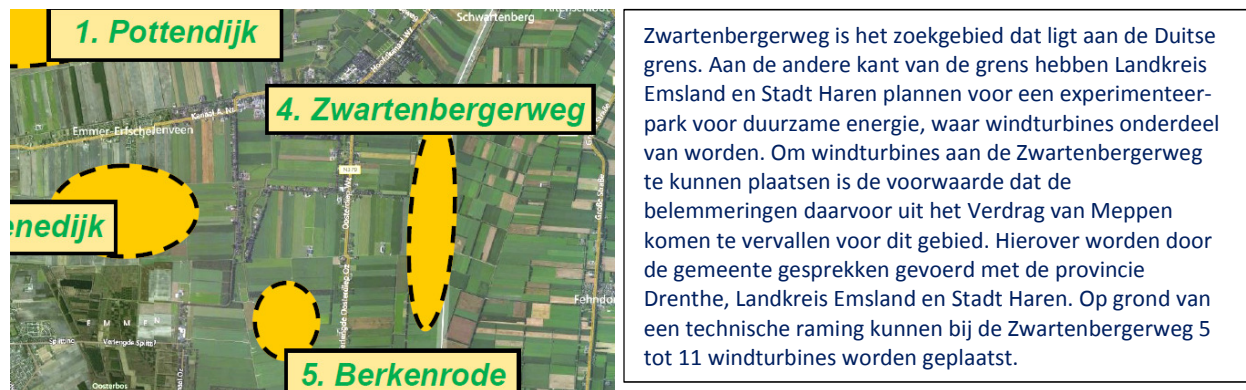 1. Pottendijk
Schwartenberg
4. Zwartenbergerweg
Emmer-Erfscheidenveen
enedijk
Fehndor
5. Berkenrode
Oosterbos
Zwartenbergerweg is het zoekgebied dat ligt aan de Duitse
grens. Aan de andere kant van de grens hebben Landkreis
Emsland en Stadt Haren plannen voor een experimenteer-
park voor duurzame energie, waar windturbines onderdeel
van worden. Om windturbines aan de Zwartenbergerweg
te kunnen plaatsen is de voorwaarde dat de
belemmeringen daarvoor uit het Verdrag van Meppen
komen te vervallen voor dit gebied. Hierover worden door
de gemeente gesprekken gevoerd met de provincie
Drenthe, Landkreis Emsland en Stadt Haren. Op grond van
een technische raming kunnen bij de Zwartenbergerweg 5
tot 11 windturbines worden geplaatst.